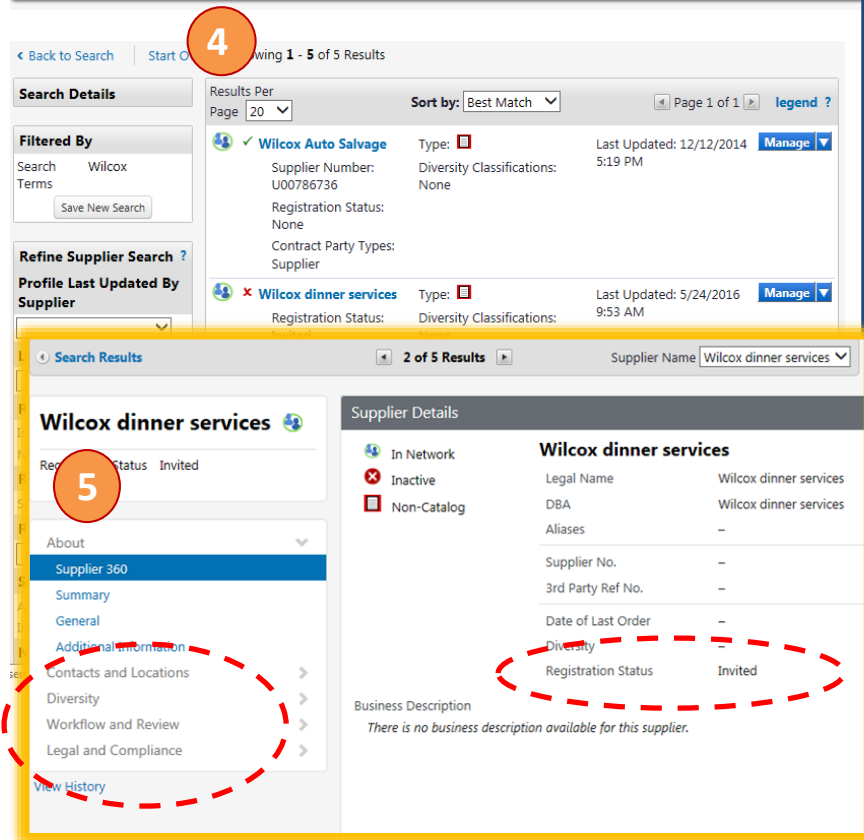 4
Back to Search Start O wing 1 - 5 of 5 Results
Search Details
Results Per
Page 20
Sort by: Best Match
Page 1 of 1 legend ?
Filtered By
Search Terms Wilcox
Save New Search
Wilcox Auto Salvage
Supplier Number:
U00786736
Registration Status:
None
Contract Party Types:
Supplier
Type:
Diversity Classifications:
None
Last Updated: 12/12/2014
5:19 PM
Manage
Refine Supplier Search ?
Profile Last Updated By
Supplier
Wilcox dinner services
Registration Status:
Invited
Type:
Diversity Classifications:
None
Last Updated: 5/24/2016
9:53 AM
Manage
Search Results 2 of 5 Results Supplier Name Wilcox dinner services
Wilcox dinner services
Reg Status Invited
5
About
Supplier 360
Summary
General
Additional Information
Contacts and Locations
Diversity
Workflow and Review
Legal and Compliance
View History
Supplier Details
In Network
Inactive
Non-Catalog
Wilcox dinner services
Legal Name Wilcox dinner services
DBA Wilcox dinner services
Aliases –
Supplier No. –
3rd Party Ref No. –
Date of Last Order –
Diversity –
Registration Status Invited
Business Description
There is no business description available for this supplier.